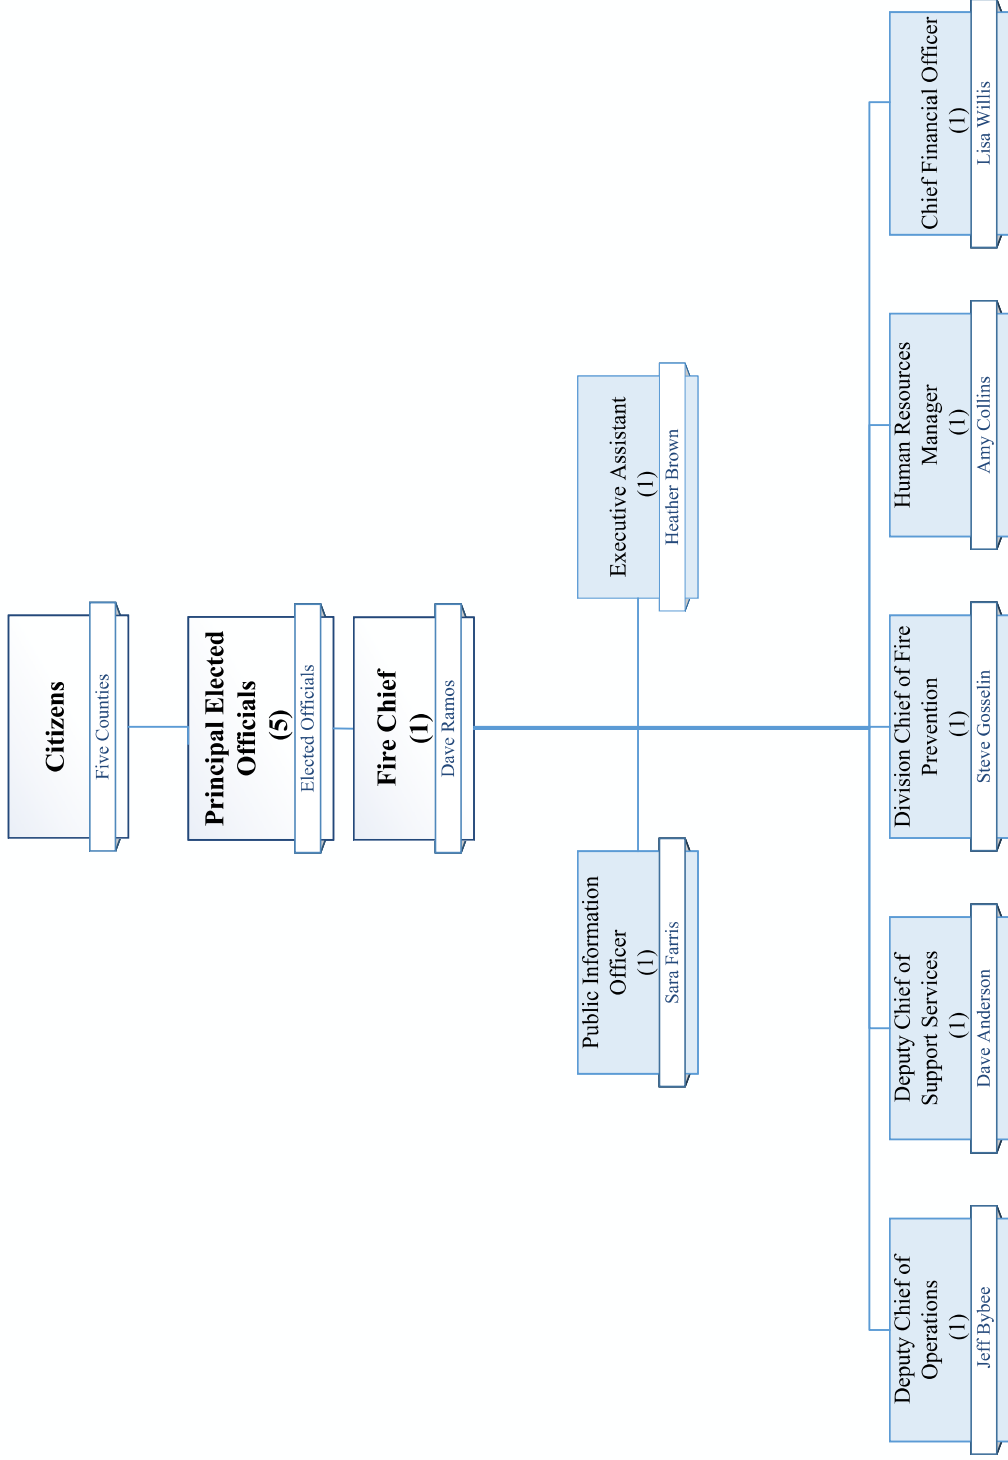 Citizens
Five Counties
Principal Elected
Officials
(5)
Elected Officials
Fire Chief
(1)
Dave Ramos
Public Information
Officer
(1)
Sara Farris
Executive Assistant
(1)
Heather Brown
Deputy Chief of
Operations
(1)
Jeff Bybee
Deputy Chief of
Support Services
(1)
Dave Anderson
Division Chief of Fire
Prevention
(1)
Steve Gosselin
Human Resources
Manager
(1)
Amy Collins
Chief Financial Officer
(1)
Lisa Willis